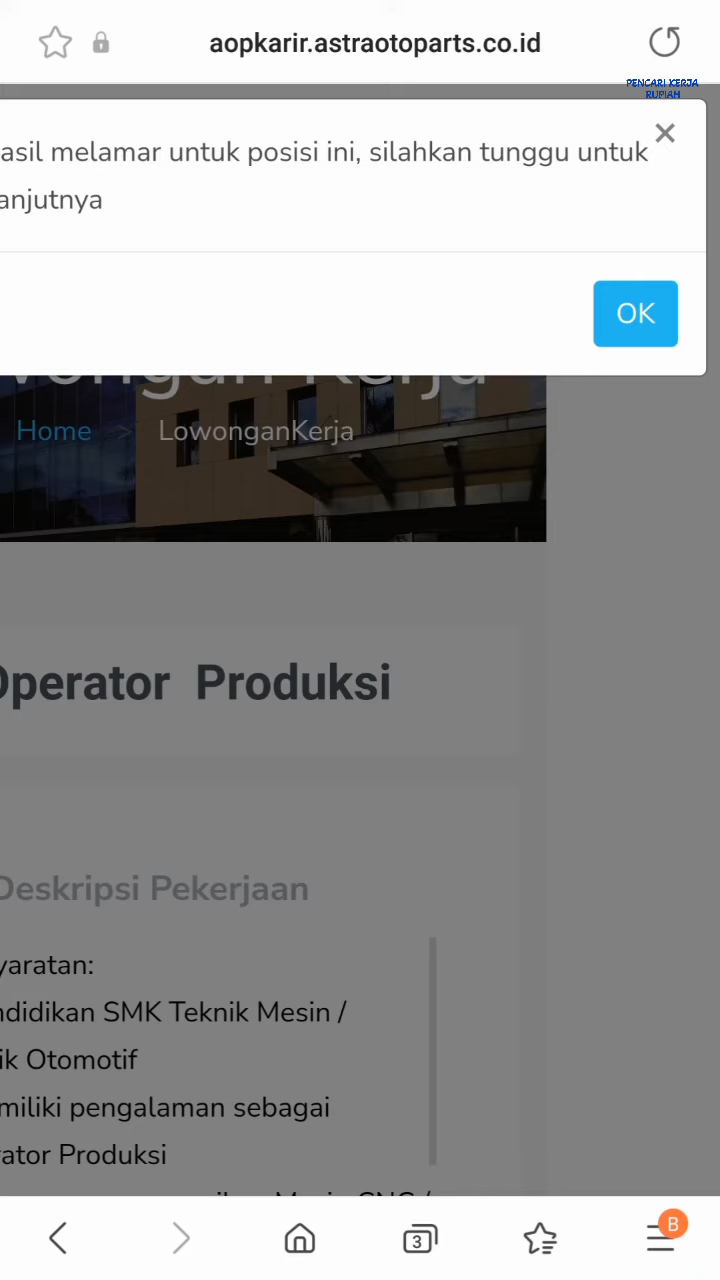 aopkarir.astraotoparts.co.id
PENCARI KERJA
RUPIAH
asil melamar untuk posisi ini, silahkan tunggu untuk
anjutnya
OK
Home > LowonganKerja
Operator Produksi
Deskripsi Pekerjaan
yaratan:
ndidikan SMK Teknik Mesin /
ik Otomotif
miliki pengalaman sebagai
rator Produksi
3
B